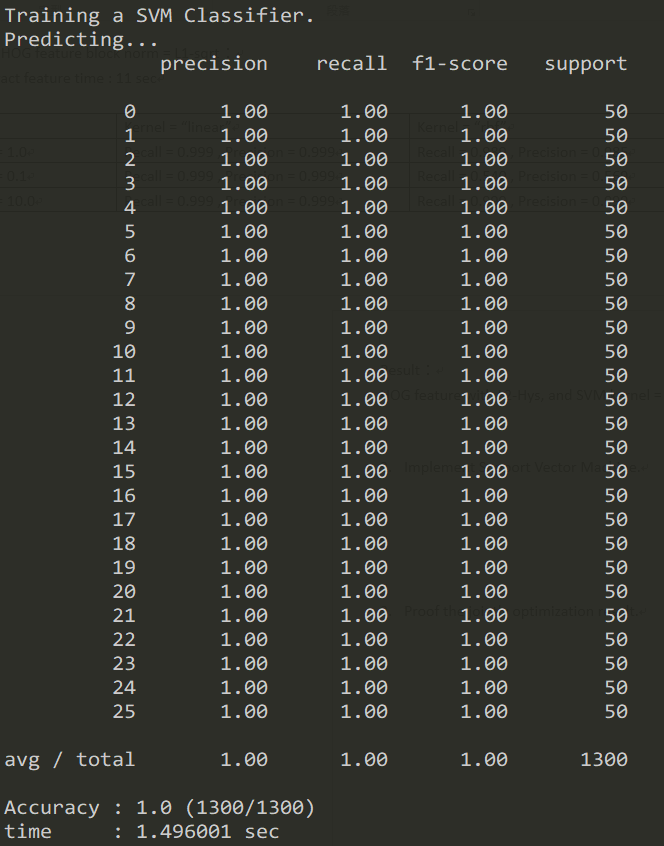 Training a SVM Classifier.
Predicting...
precision recall f1-score support
0 1.00 1.00 1.00 50
1 1.00 1.00 1.00 50
2 1.00 1.00 1.00 50
3 1.00 1.00 1.00 50
4 1.00 1.00 1.00 50
5 1.00 1.00 1.00 50
6 1.00 1.00 1.00 50
7 1.00 1.00 1.00 50
8 1.00 1.00 1.00 50
9 1.00 1.00 1.00 50
10 1.00 1.00 1.00 50
11 1.00 1.00 1.00 50
12 1.00 1.00 1.00 50
13 1.00 1.00 1.00 50
14 1.00 1.00 1.00 50
15 1.00 1.00 1.00 50
16 1.00 1.00 1.00 50
17 1.00 1.00 1.00 50
18 1.00 1.00 1.00 50
19 1.00 1.00 1.00 50
20 1.00 1.00 1.00 50
21 1.00 1.00 1.00 50
22 1.00 1.00 1.00 50
23 1.00 1.00 1.00 50
24 1.00 1.00 1.00 50
25 1.00 1.00 1.00 50
avg / total 1.00 1.00 1.00 1300
Accuracy : 1.0 (1300/1300)
time : 1.496001 sec